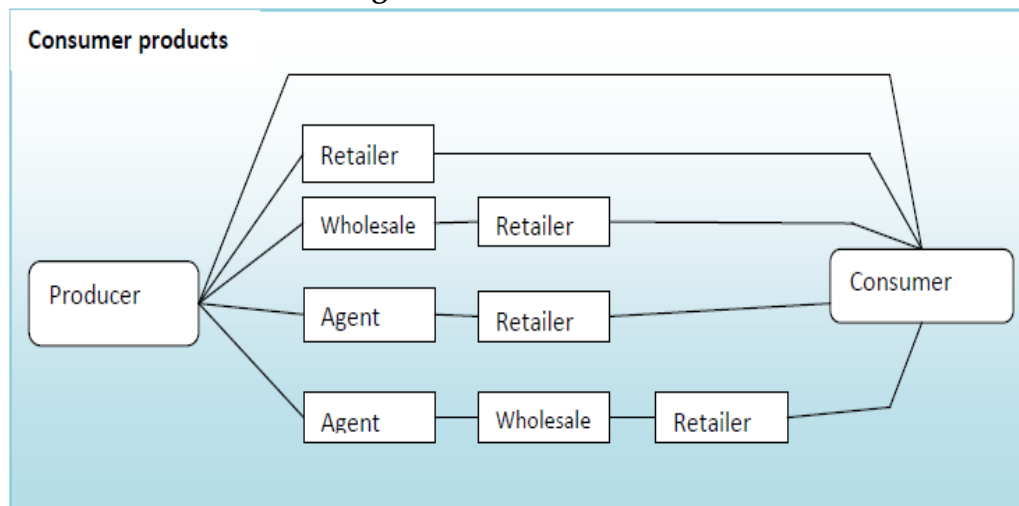 Consumer products
Retailer
Wholesale
Retailer
Producer
Consumer
Agent
Retailer
Agent
Wholesale
Retailer